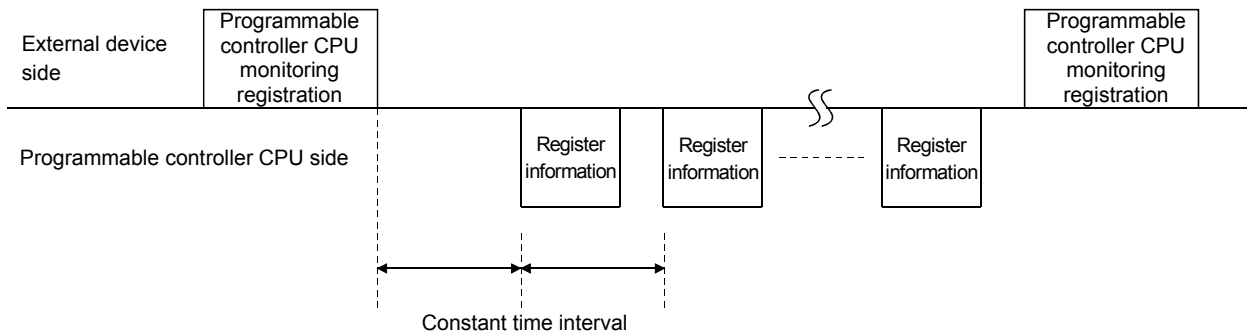 External device
side
Programmable
controller CPU
monitoring
registration
Programmable
controller CPU
monitoring
registration
Programmable controller CPU side
Register
information
Register
information
Register
information
Constant time interval